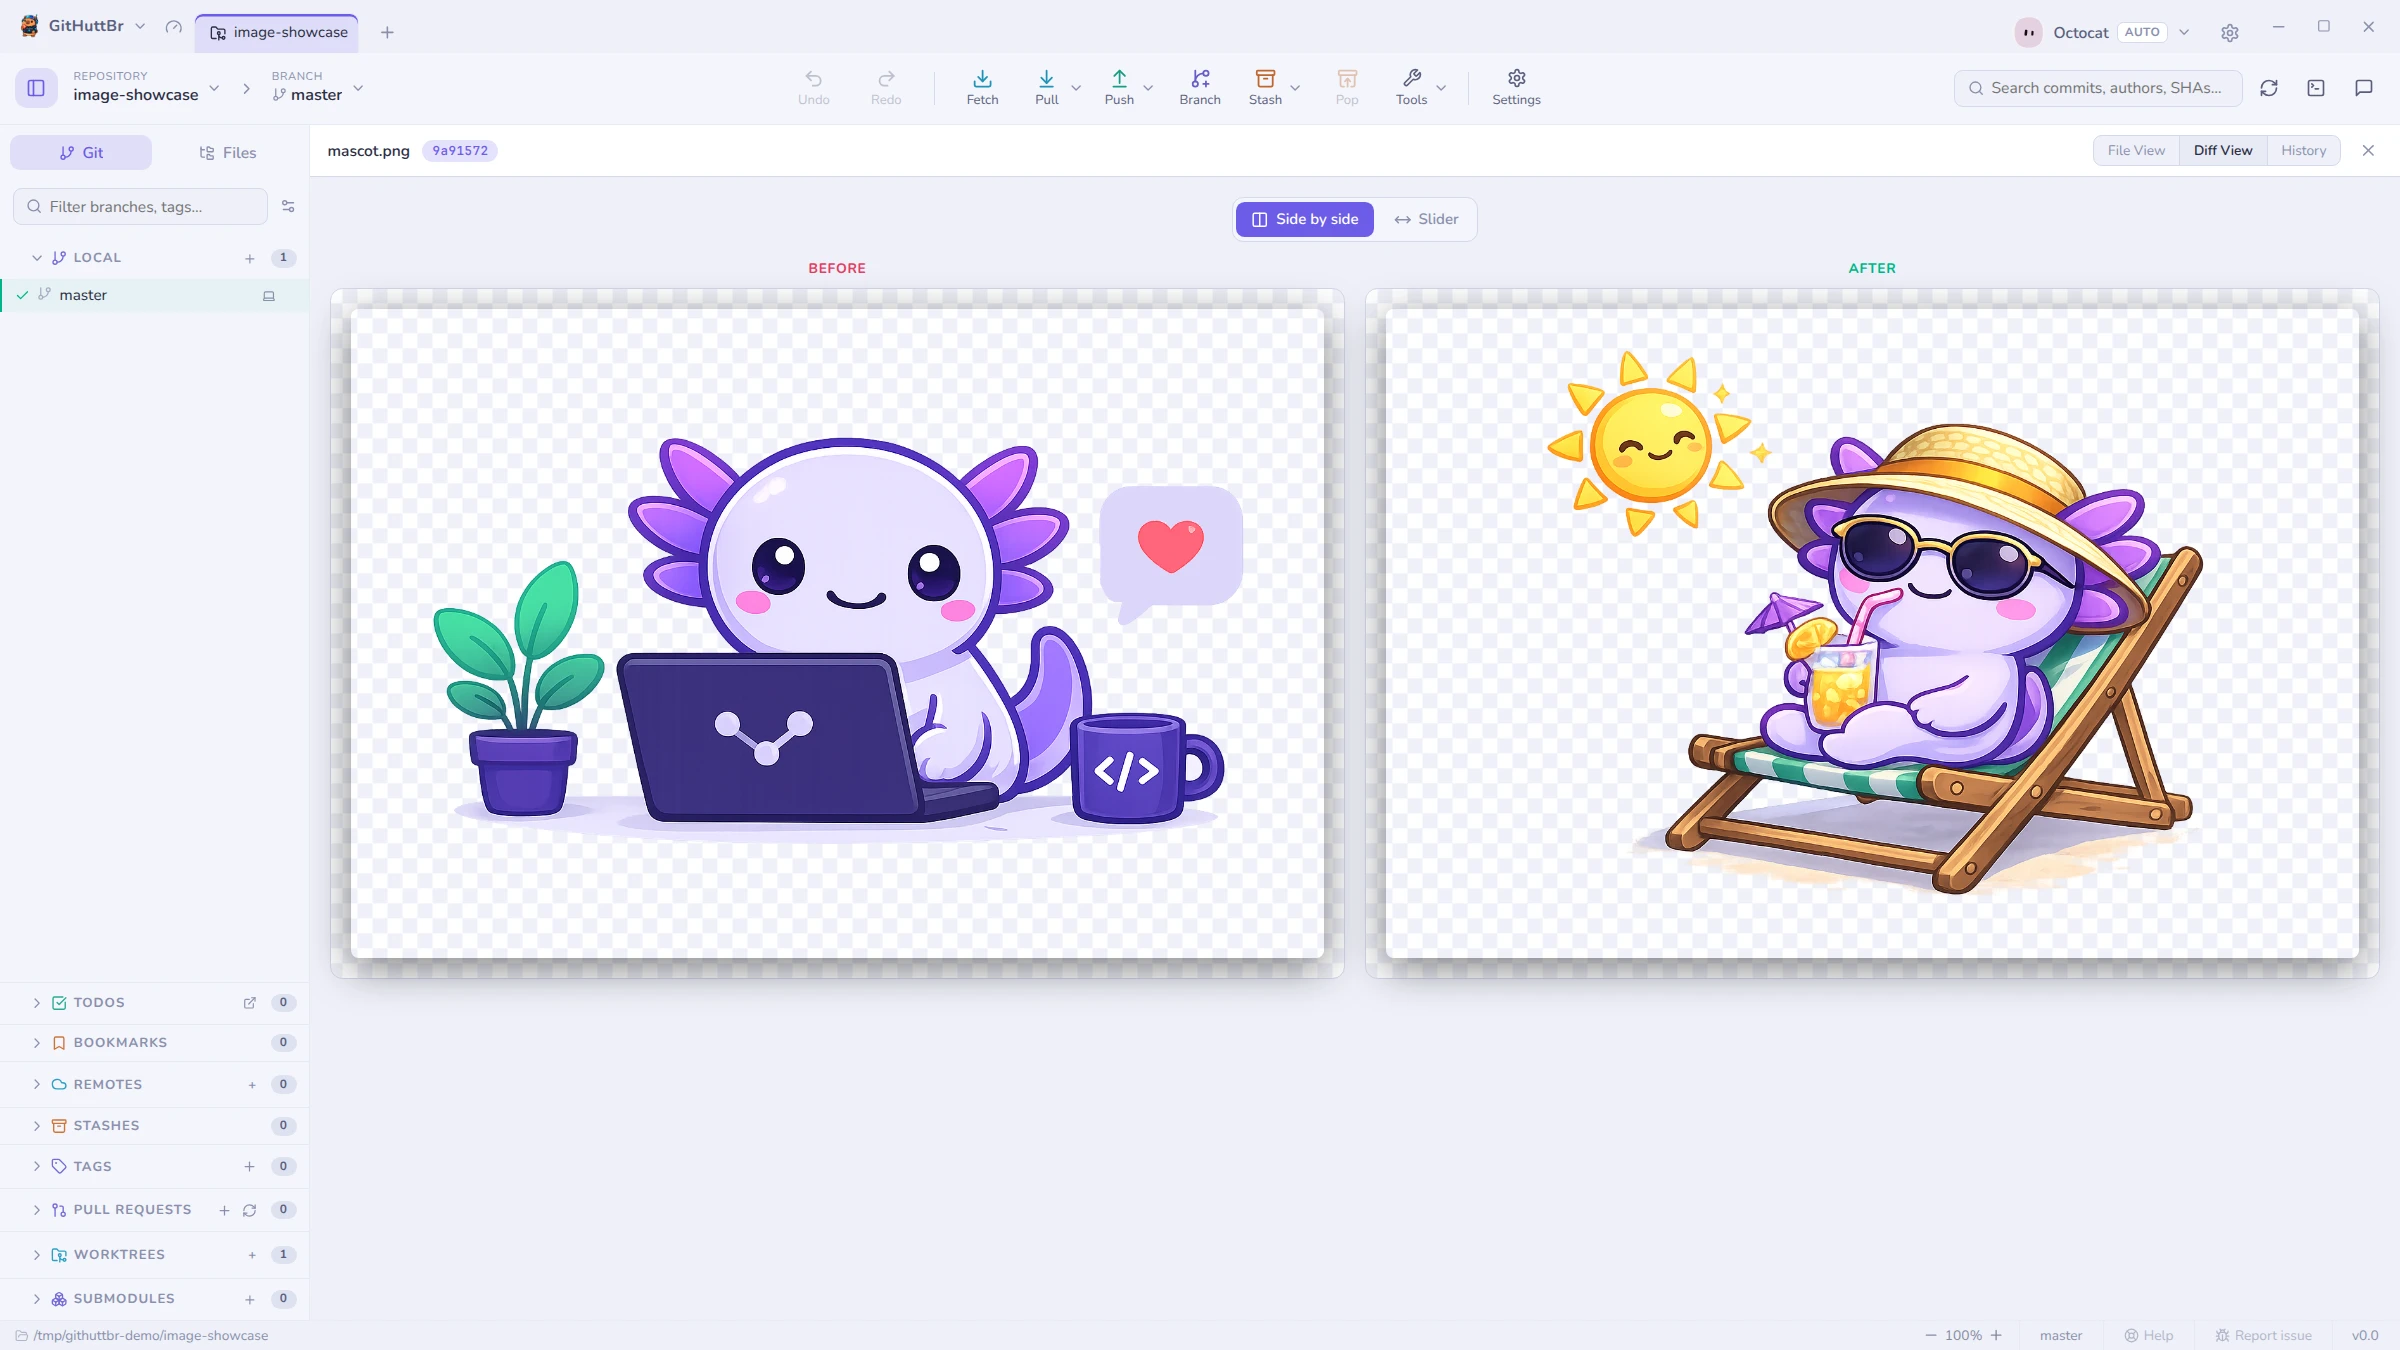 GitHuttBr
image-showcase
Octocat AUTO
REPOSITORY
image-showcase
BRANCH
master
Undo
Redo
Fetch
Pull
Push
Branch
Stash
Pop
Tools
Settings
Search commits, authors, SHAs...
Git
Files
mascot.png 9a91572
File View
Diff View
History
Filter branches, tags...
Side by side
Slider
LOCAL 1
master
BEFORE
AFTER
</>
TODOS 0
BOOKMARKS 0
REMOTES 0
STASHES 0
TAGS 0
PULL REQUESTS 0
WORKTREES 1
SUBMODULES 0
/tmp/githuttbr-demo/image-showcase
100%
master
Help
Report issue
v0.0